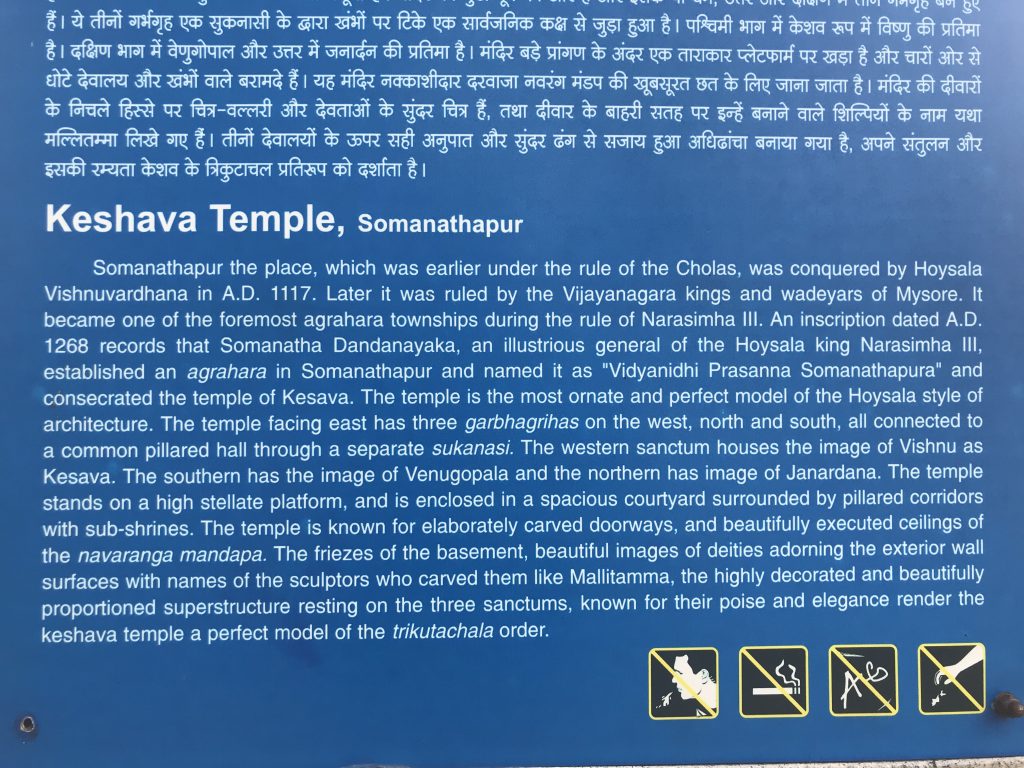 हैं। ये तीनों गर्भगृह एक सुकनासी के द्वारा खंभों पर टिके एक सार्वजनिक कक्ष से जुड़ा हुआ है। पश्चिमी भाग में केशव रूप में विष्णु की प्रतिमा
है। दक्षिण भाग में वेणुगोपाल और उत्तर में जनार्दन की प्रतिमा है। मंदिर बड़े प्रांगण के अंदर एक ताराकार प्लेटफार्म पर खड़ा है और चारों ओर से
धोटे देवालय और खंभों वाले बरामदे हैं। यह मंदिर नक्काशीदार दरवाजा नवरंग मंडप की खूबसूरत छत के लिए जाना जाता है। मंदिर की दीवारों
के निचले हिस्से पर चित्र-वल्लरी और देवताओं के सुंदर चित्र हैं, तथा दीवार के बाहरी सतह पर इन्हें बनाने वाले शिल्पियों के नाम यथा
मल्लितम्मा लिखे गए हैं। तीनों देवालयों के ऊपर सही अनुपात और सुंदर ढंग से सजाय हुआ अधिढांचा बनाया गया है, अपने संतुलन और
इसकी रम्यता केशव के त्रिकुटाचल प्रतिरूप को दर्शाता है।
Keshava Temple, Somanathapur
Somanathapur the place, which was earlier under the rule of the Cholas, was conquered by Hoysala
Vishnuvardhana in A.D. 1117. Later it was ruled by the Vijayanagara kings and wadeyars of Mysore. It
became one of the foremost agrahara townships during the rule of Narasimha III. An inscription dated A.D.
1268 records that Somanatha Dandanayaka, an illustrious general of the Hoysala king Narasimha III,
established an agrahara in Somanathapur and named it as "Vidyanidhi Prasanna Somanathapura" and
consecrated the temple of Kesava. The temple is the most ornate and perfect model of the Hoysala style of
architecture. The temple facing east has three garbhagrihas on the west, north and south, all connected to
a common pillared hall through a separate sukanasi. The western sanctum houses the image of Vishnu as
Kesava. The southern has the image of Venugopala and the northern has image of Janardana. The temple
stands on a high stellate platform, and is enclosed in a spacious courtyard surrounded by pillared corridors
with sub-shrines. The temple is known for elaborately carved doorways, and beautifully executed ceilings of
the navaranga mandapa. The friezes of the basement, beautiful images of deities adorning the exterior wall
surfaces with names of the sculptors who carved them like Mallitamma, the highly decorated and beautifully
proportioned superstructure resting on the three sanctums, known for their poise and elegance render the
keshava temple a perfect model of the trikutachala order.